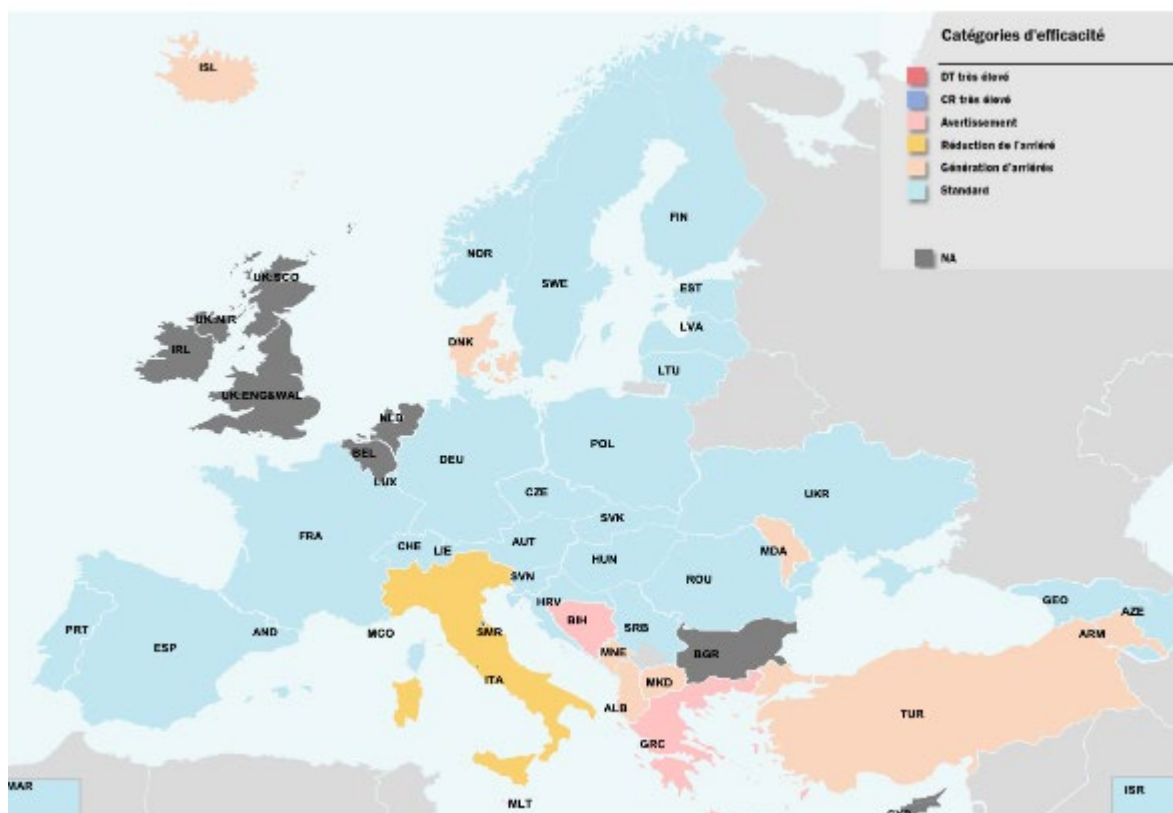 Catégories d'efficacité
DT très élevé
CR très élevé
Avertissement
Réduction de l'arriéré
Génération d'arriérés
Standard
NA
ISL
FIN
NOR
UK:SCO
SWE
EST
UK:NIR
LVA
DNK
IRL
LTU
UK:ENG&WAL
NLD
POL
BEL
DEU
LUX
CZE
UKR
SVK
FRA
AUT
CHE
LIE
MDA
HUN
SVN
ROU
HRV
GEO
AZE
BIH
PRT
SRB
AND
MCO
SMR
ARM
ESP
MNE
BGR
ITA
MKD
ALB
TUR
GRC
MAR
ISR
MLT